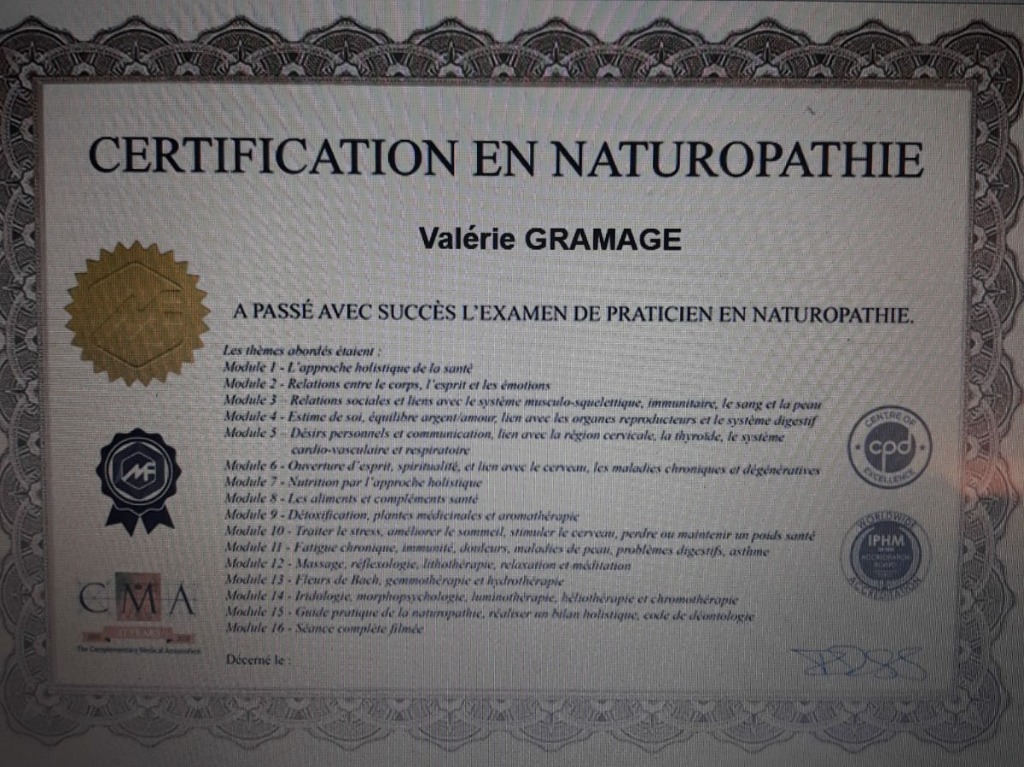 CERTIFICATION EN NATUROPATHIE
Valérie GRAMAGE
A PASSÉ AVEC SUCCÈS L'EXAMEN DE PRATICIEN EN NATUROPATHIE.
Les thèmes abordés étaient :
Module 1 - L'approche holistique de la santé
Module 2 - Relations entre le corps, l'esprit et les émotions
Module 3 - Relations sociales et liens avec le système musculo-squelettique, immunitaire, le sang et la peau
Module 4 - Estime de soi, équilibre argent/amour, lien avec les organes reproducteurs et le système digestif
Module 5 - Désirs personnels et communication, lien avec la région cervicale, la thyroïde, le système
cardio-vasculaire et respiratoire
Module 6 - Ouverture d'esprit, spiritualité, et lien avec le cerveau, les maladies chroniques et dégénératives
Module 7 - Nutrition par l'approche holistique
Module 8 - Les aliments et compléments santé
Module 9 - Détoxification, plantes médicinales et aromathérapie
Module 10 - Traiter le stress, améliorer le sommeil, stimuler le cerveau, perdre ou maintenir un poids santé
Module 11 - Fatigue chronique, immunité, douleurs, maladies de peau, problèmes digestifs, asthme
Module 12 - Massage, réflexologie, lithothérapie, relaxation et méditation
Module 13 - Fleurs de Bach, gemmothérapie et hydrothérapie
Module 14 - Iridologie, morphopsychologie, luminothérapie, héliothérapie et chromothérapie
Module 15 - Guide pratique de la naturopathie, réaliser un bilan holistique, code de déontologie
Module 16 - Séance complète filmée
Décerné le :
MF
CMA
YEARS
The Complementary Medical Association
CENTRE OF
cpd
EXCELLENCE
WORLDWIDE
IPHM
ACCREDITATION
BOARD
ACCREDITATION